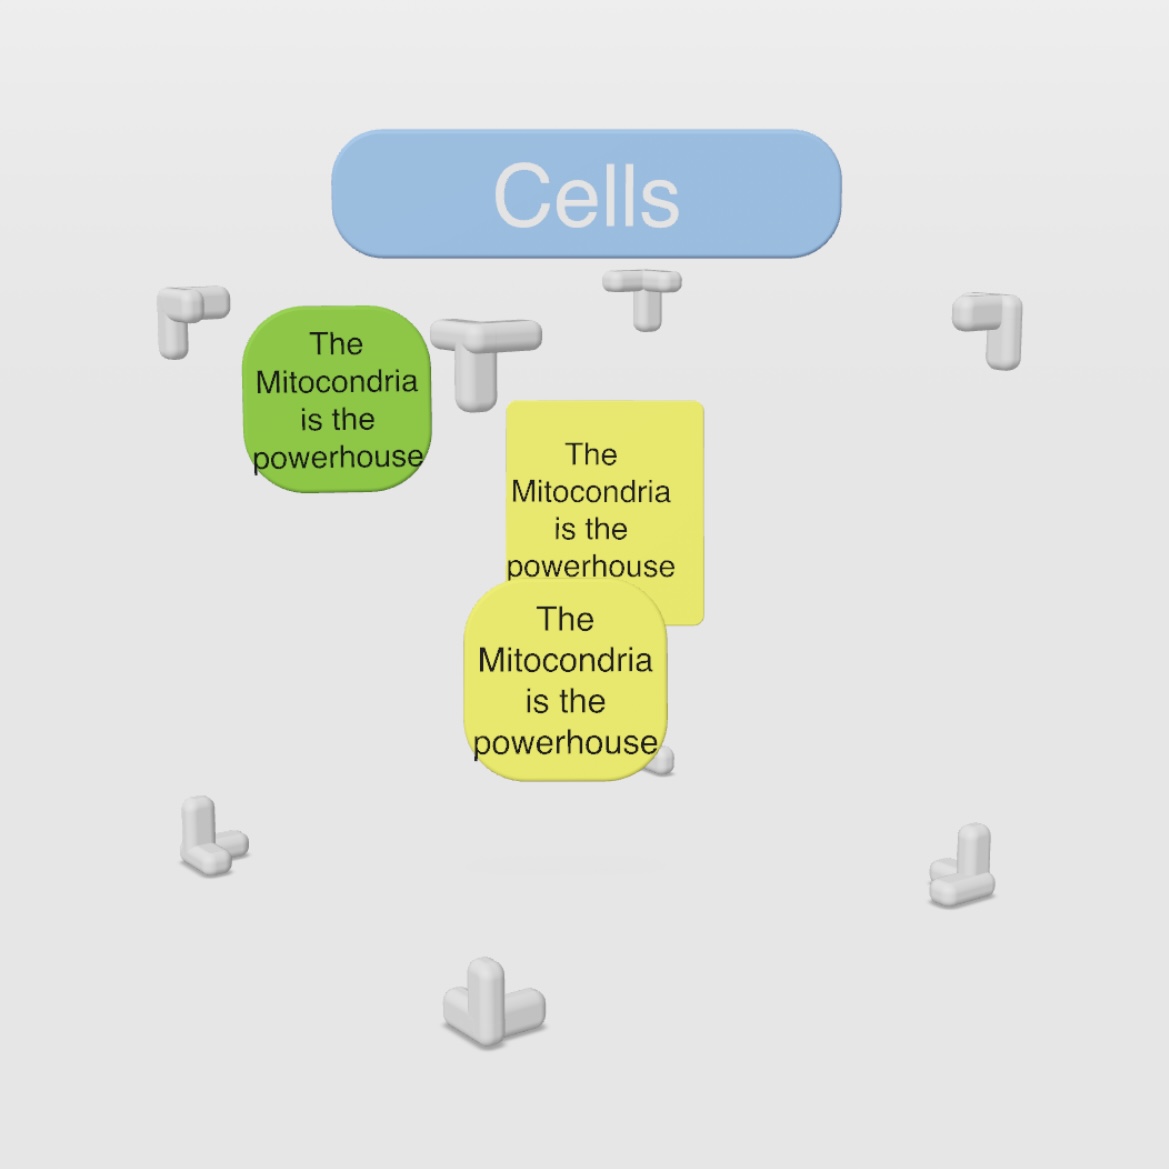 Cells
The
Mitocondria
is the
powerhouse
The
Mitocondria
is the
powerhouse
The
Mitocondria
is the
powerhouse